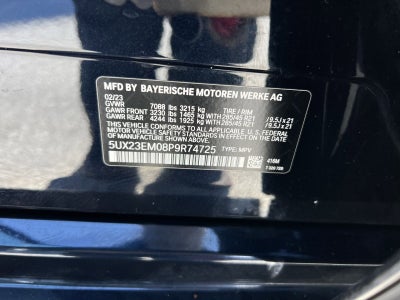 MFD BY BAYERISCHE MOTOREN WERKE AG
02/23
GVWR 7088 lbs 3215 kg TIRE / RIM
GAWR FRONT 3230 lbs 1465 kg WITH 285/45 R21 /9.5J x 21
GAWR REAR 4244 lbs 1925 kg WITH 285/45 R21 /9.5J x 21
THIS VEHICLE CONFORMS TO ALL APPLICABLE FEDERAL
MOTOR VEHICLE SAFETY STANDARDS IN EFFECT ON THE DATE
OF MANUFACTURE SHOWN ABOVE.
5UX23EM08P9R74725 TYPE: MPV
416M